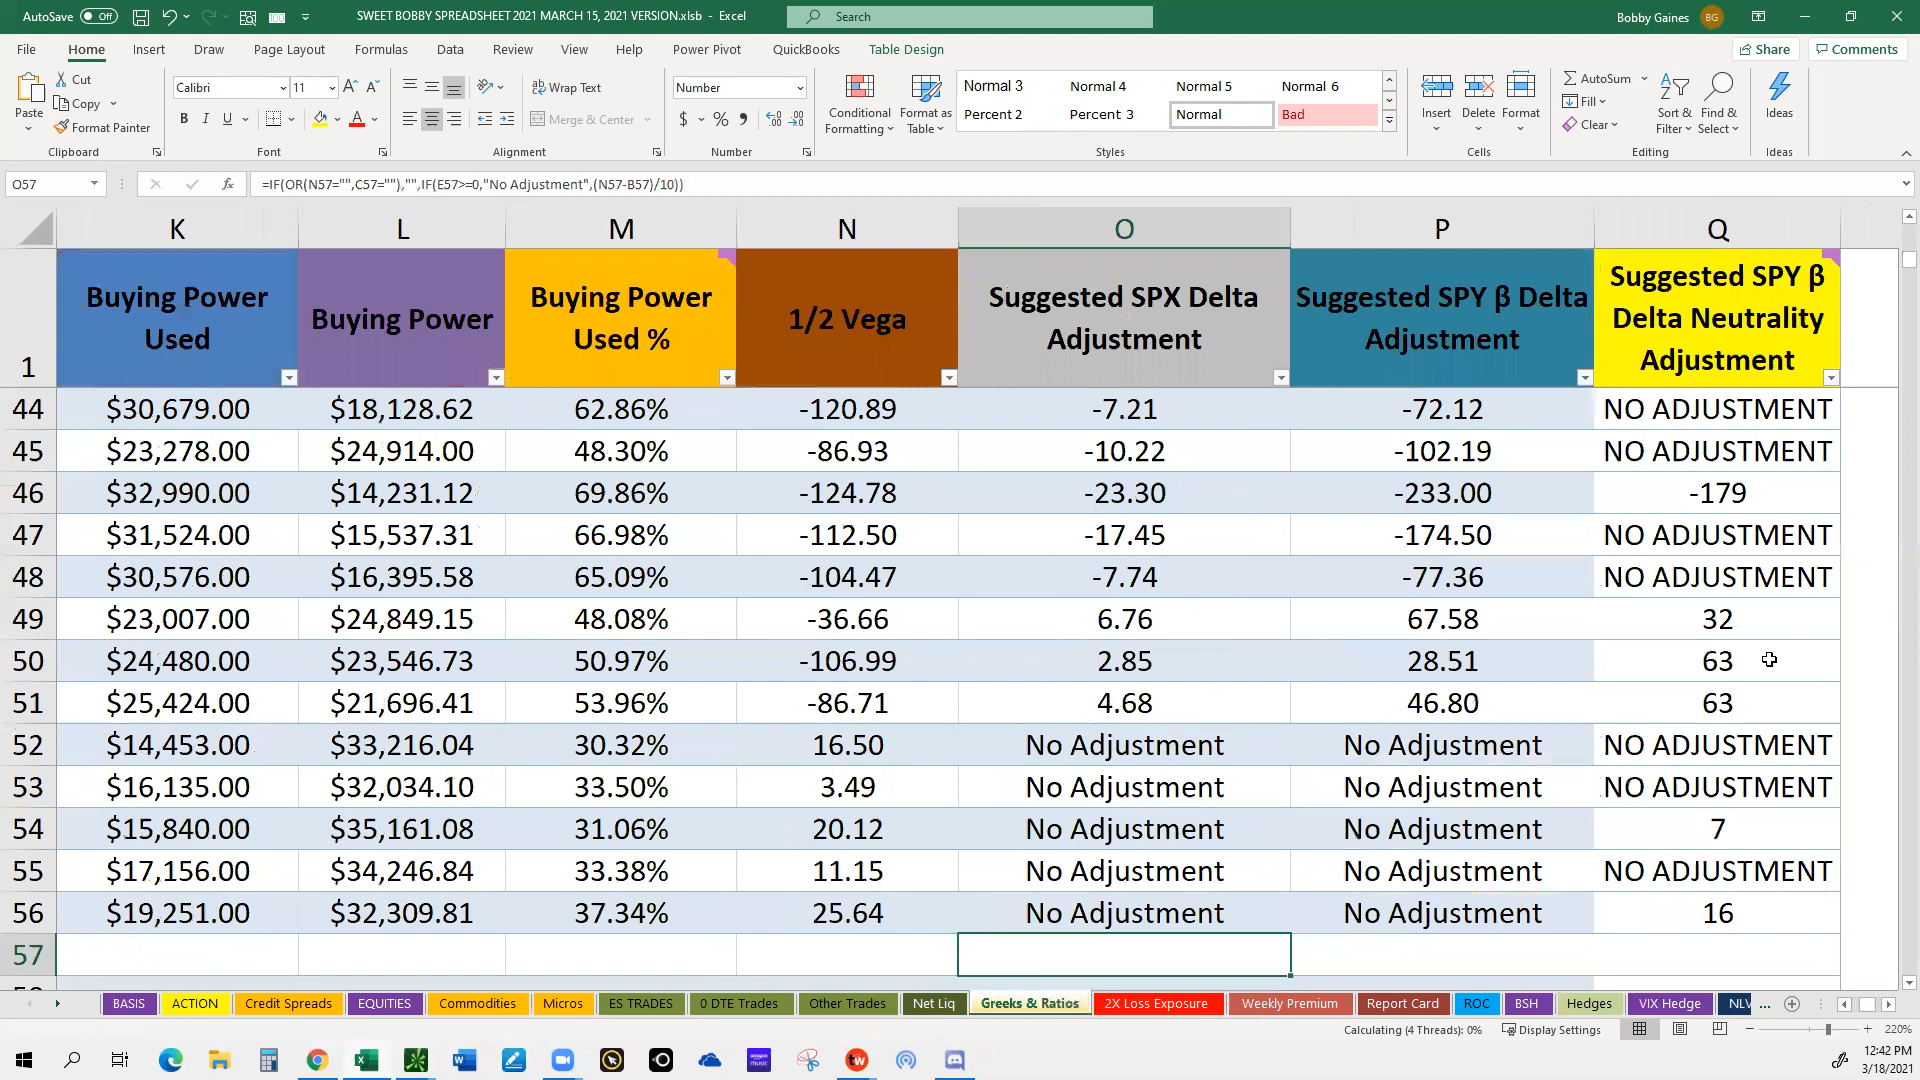 AutoSave Off SWEET BOBBY SPREADSHEET 2021 MARCH 15, 2021 VERSION.xlsb - Excel Search Bobby Gaines BG
File Home Insert Draw Page Layout Formulas Data Review View Help Power Pivot QuickBooks Table Design Share Comments
Paste Cut Copy Format Painter Clipboard
Calibri 11 B I U A A A Font
Wrap Text Merge & Center Alignment
Number $ % Number
Conditional Formatting Format as Table
Normal 3 Normal 4 Normal 5 Normal 6
Percent 2 Percent 3 Normal Bad
Styles
Insert Delete Format Cells
AutoSum Fill Clear Sort & Filter Find & Select Editing
Ideas Ideas
O57 fx =IF(OR(N57="",C57=""),"",IF(E57>=0,"No Adjustment",(N57-B57)/10))
K L M N O P Q
1 Buying Power Used Buying Power Buying Power Used % 1/2 Vega Suggested SPX Delta Adjustment Suggested SPY β Delta Adjustment Suggested SPY β Delta Neutrality Adjustment
44 $30,679.00 $18,128.62 62.86% -120.89 -7.21 -72.12 NO ADJUSTMENT
45 $23,278.00 $24,914.00 48.30% -86.93 -10.22 -102.19 NO ADJUSTMENT
46 $32,990.00 $14,231.12 69.86% -124.78 -23.30 -233.00 -179
47 $31,524.00 $15,537.31 66.98% -112.50 -17.45 -174.50 NO ADJUSTMENT
48 $30,576.00 $16,395.58 65.09% -104.47 -7.74 -77.36 NO ADJUSTMENT
49 $23,007.00 $24,849.15 48.08% -36.66 6.76 67.58 32
50 $24,480.00 $23,546.73 50.97% -106.99 2.85 28.51 63
51 $25,424.00 $21,696.41 53.96% -86.71 4.68 46.80 63
52 $14,453.00 $33,216.04 30.32% 16.50 No Adjustment No Adjustment NO ADJUSTMENT
53 $16,135.00 $32,034.10 33.50% 3.49 No Adjustment No Adjustment NO ADJUSTMENT
54 $15,840.00 $35,161.08 31.06% 20.12 No Adjustment No Adjustment 7
55 $17,156.00 $34,246.84 33.38% 11.15 No Adjustment No Adjustment NO ADJUSTMENT
56 $19,251.00 $32,309.81 37.34% 25.64 No Adjustment No Adjustment 16
57
BASIS ACTION Credit Spreads EQUITIES Commodities Micros ES TRADES 0 DTE Trades Other Trades Net Liq Greeks & Ratios 2X Loss Exposure Weekly Premium Report Card ROC BSH Hedges VIX Hedge NLV ...
Calculating (4 Threads): 0% Display Settings 220%
12:42 PM
3/18/2021